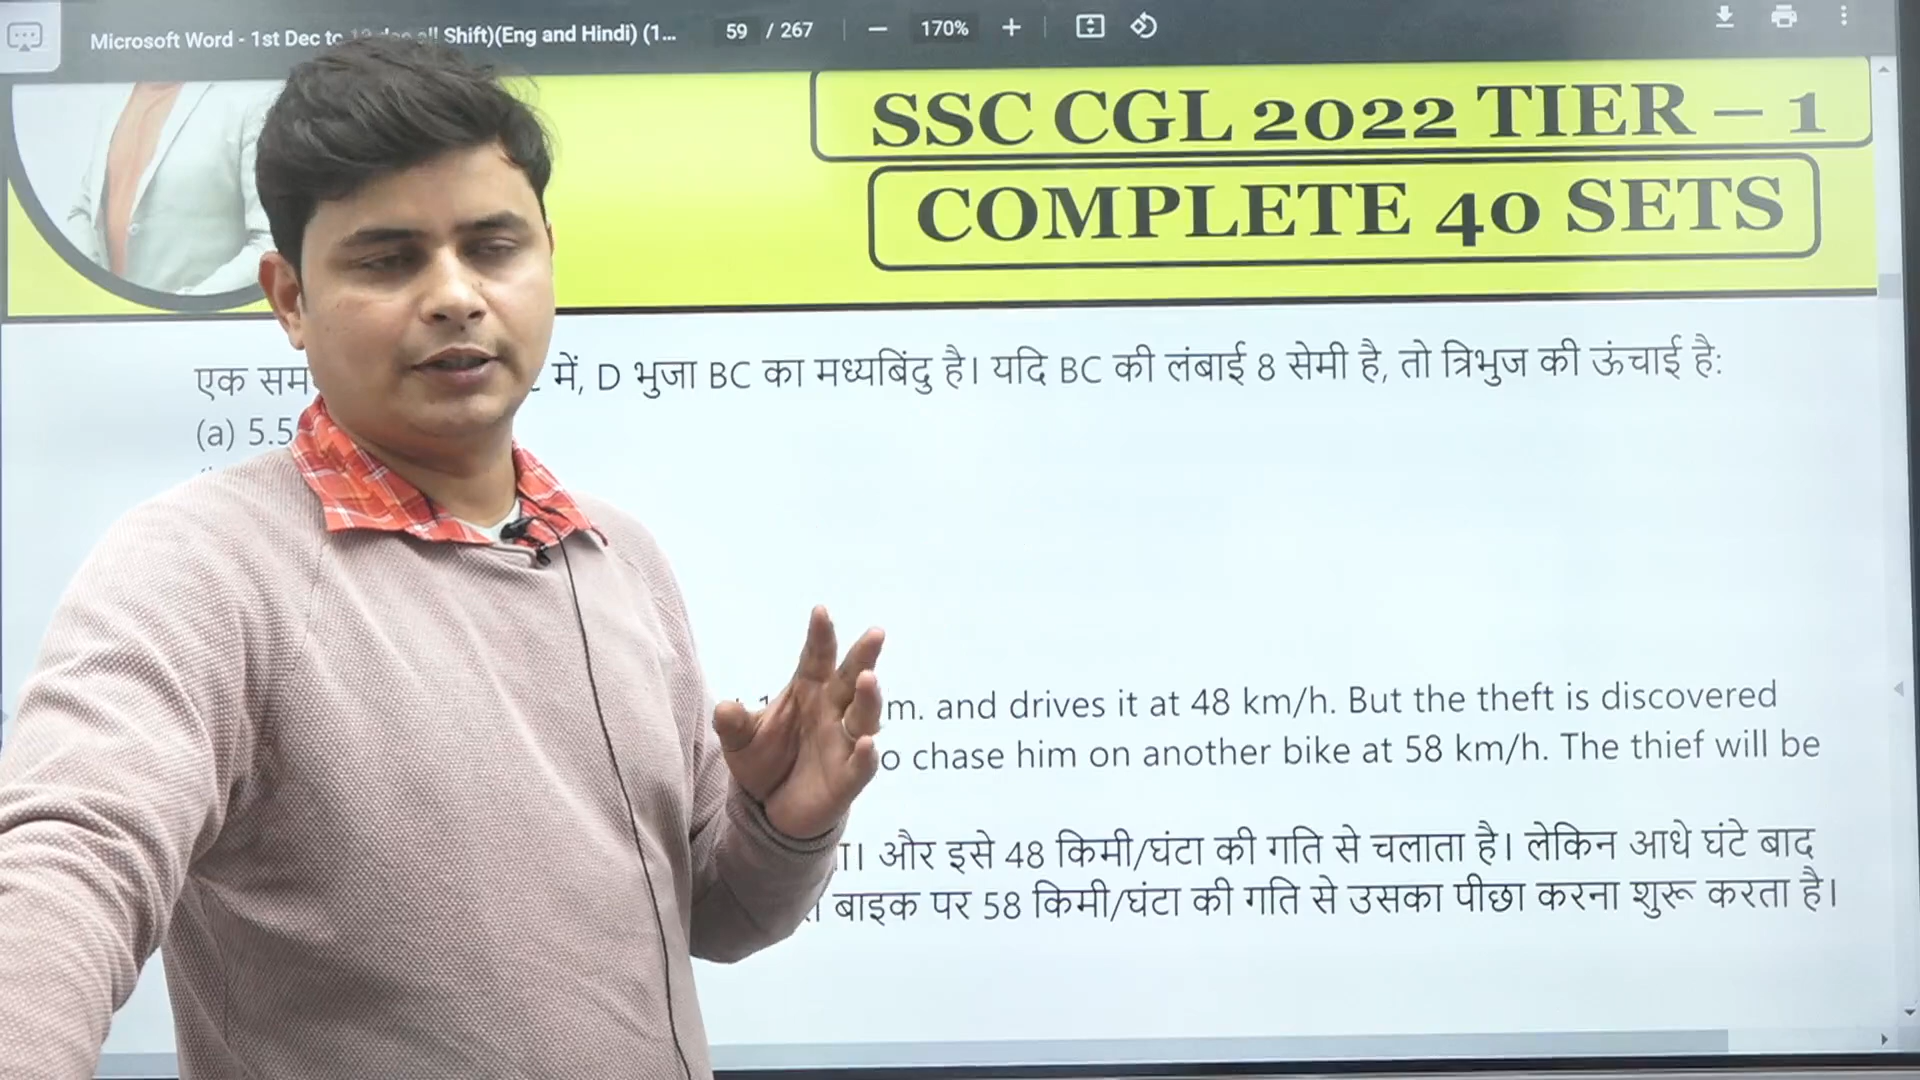 Microsoft Word - 1st Dec to Shift)(Eng and Hindi) (1... 59 / 267 170%
SSC CGL 2022 TIER – 1
COMPLETE 40 SETS
एक में, D भुजा BC का मध्यबिंदु है। यदि BC की लंबाई 8 सेमी है, तो त्रिभुज की ऊंचाई है:
(a) 5.5
m. and drives it at 48 km/h. But the theft is discovered
chase him on another bike at 58 km/h. The thief will be
और इसे 48 किमी/घंटा की गति से चलाता है। लेकिन आधे घंटे बाद
बाइक पर 58 किमी/घंटा की गति से उसका पीछा करना शुरू करता है।